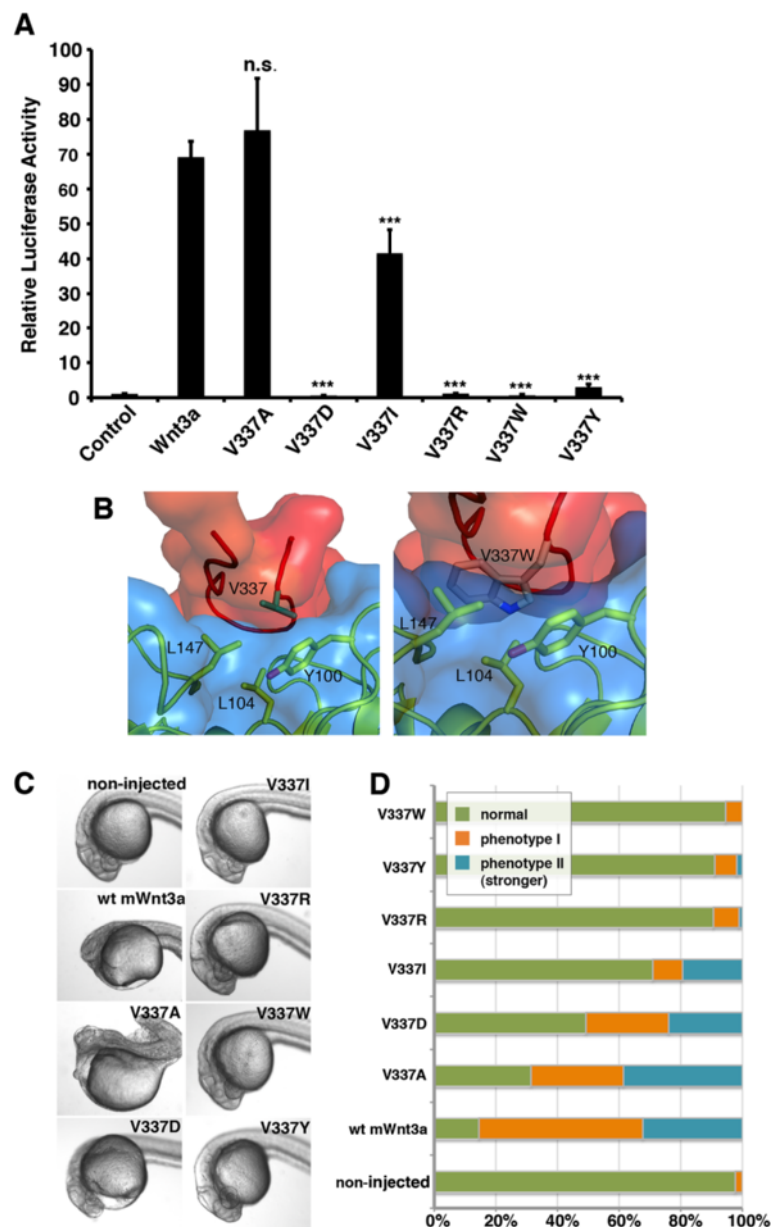 A
Relative Luciferase Activity
100
90
80
70
60
50
40
30
20
10
0
n.s.
***
***
***
***
***
Control
Wnt3a
V337A
V337D
V337I
V337R
V337W
V337Y
B
V337
L147
Y100
L104
V337W
L147
Y100
L104
C
non-injected
V337I
wt mWnt3a
V337R
V337A
V337W
V337D
V337Y
D
normal
phenotype I
phenotype II
(stronger)
V337W
V337Y
V337R
V337I
V337D
V337A
wt mWnt3a
non-injected
0%
20%
40%
60%
80%
100%